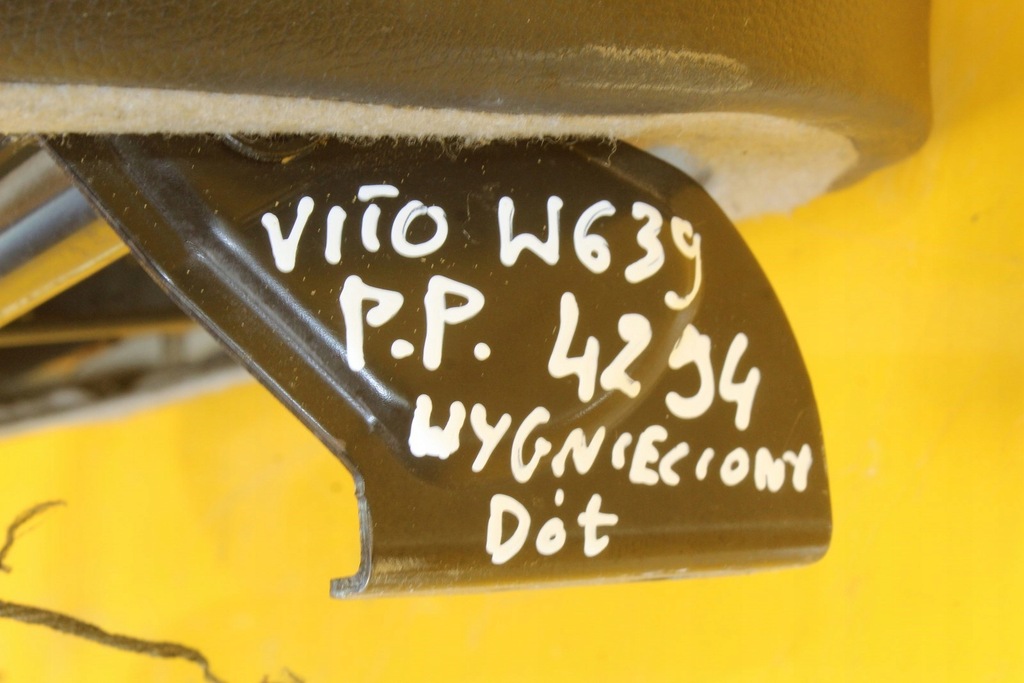 VITO W639
P.P. 4294
WYGNIECIONY
Dót